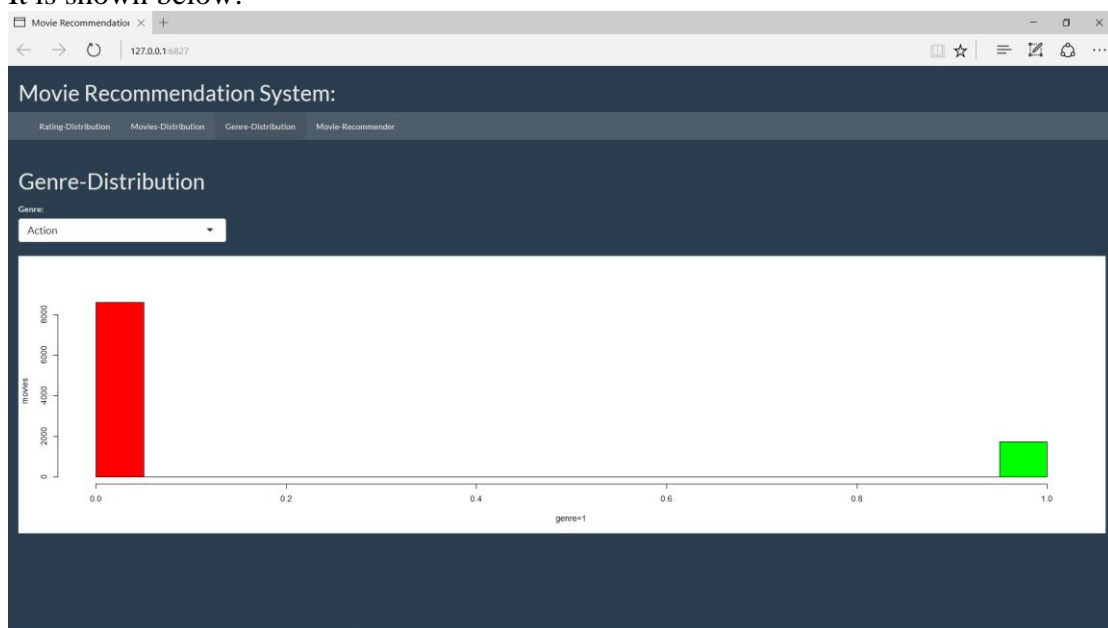 It is shown below:
Movie Recommendation
127.0.0.1:6827
Movie Recommendation System:
Rating-Distribution Movies-Distribution Genre-Distribution Movie-Recommender
Genre-Distribution
Genre:
Action
movies
8000
6000
4000
2000
0
0.0 0.2 0.4 0.6 0.8 1.0
genre=1